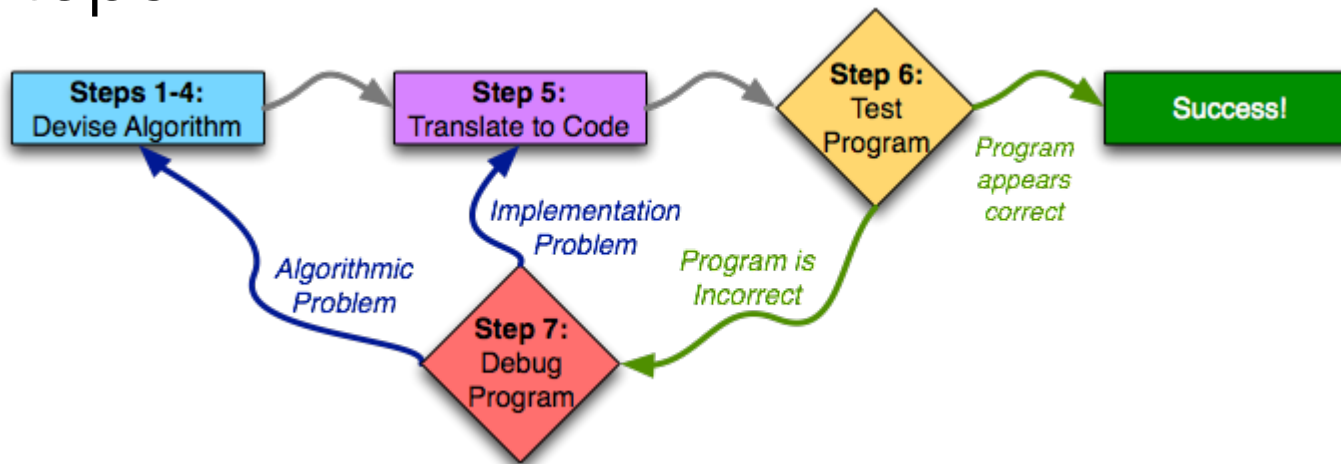 Steps 1-4:
Devise Algorithm
Step 5:
Translate to Code
Step 6:
Test
Program
Success!
Program
appears
correct
Implementation
Problem
Algorithmic
Problem
Program is
Incorrect
Step 7:
Debug
Program